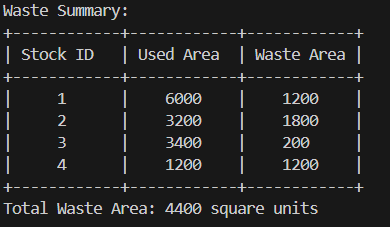 Waste Summary:
+------------+------------+------------+
| Stock ID | Used Area | Waste Area |
+------------+------------+------------+
| 1 | 6000 | 1200 |
| 2 | 3200 | 1800 |
| 3 | 3400 | 200 |
| 4 | 1200 | 1200 |
+------------+------------+------------+
Total Waste Area: 4400 square units